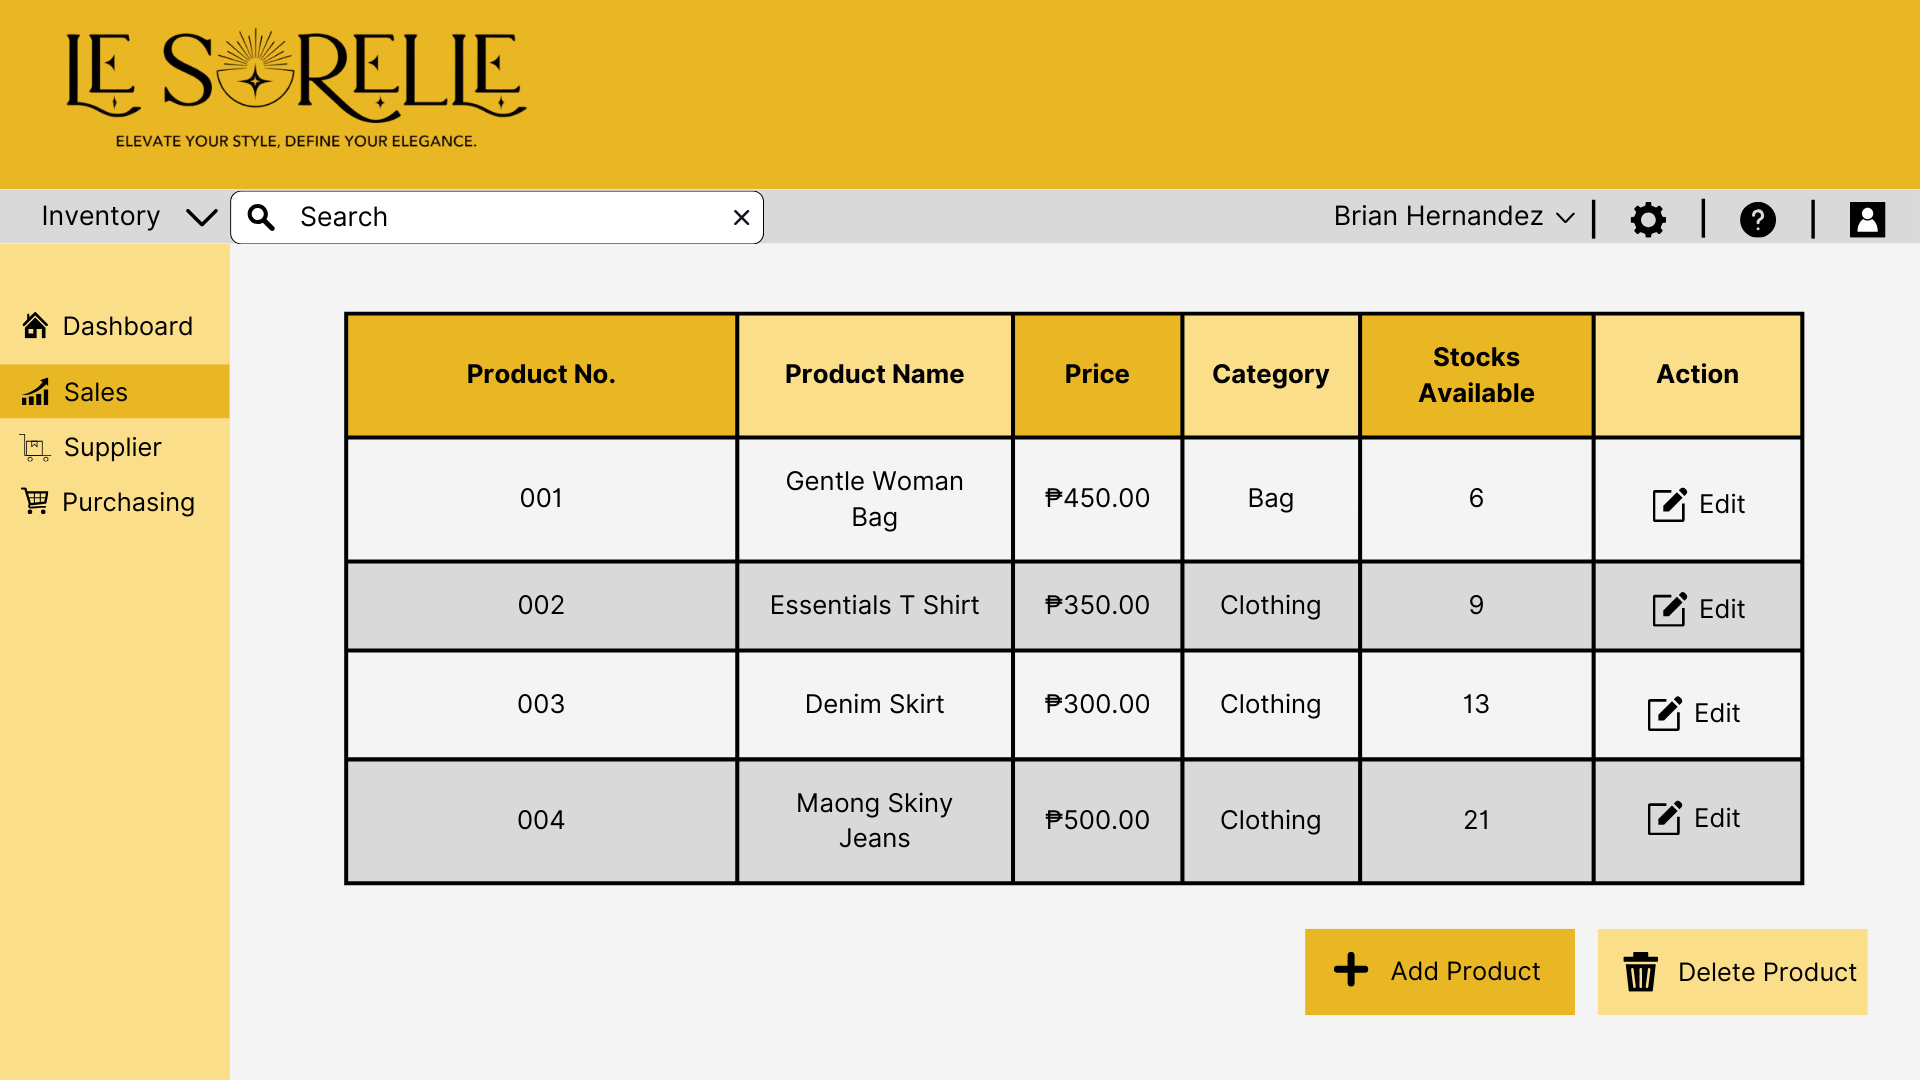 LE SORELLE
ELEVATE YOUR STYLE, DEFINE YOUR ELEGANCE.
Inventory
Search
Brian Hernandez
Dashboard
Sales
Supplier
Purchasing
Product No. Product Name Price Category Stocks Available Action
001 Gentle Woman Bag ₱450.00 Bag 6 Edit
002 Essentials T Shirt ₱350.00 Clothing 9 Edit
003 Denim Skirt ₱300.00 Clothing 13 Edit
004 Maong Skiny Jeans ₱500.00 Clothing 21 Edit
Add Product
Delete Product